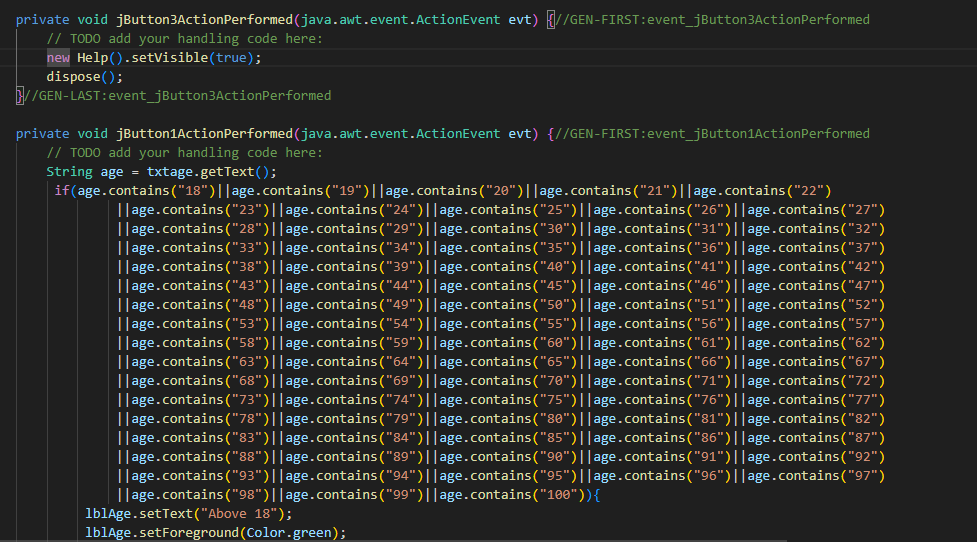 private void jButton3ActionPerformed(java.awt.event.ActionEvent evt) {//GEN-FIRST:event_jButton3ActionPerformed
// TODO add your handling code here:
new Help().setVisible(true);
dispose();
}//GEN-LAST:event_jButton3ActionPerformed
private void jButton1ActionPerformed(java.awt.event.ActionEvent evt) {//GEN-FIRST:event_jButton1ActionPerformed
// TODO add your handling code here:
String age = txtage.getText();
if(age.contains("18")||age.contains("19")||age.contains("20")||age.contains("21")||age.contains("22")
||age.contains("23")||age.contains("24")||age.contains("25")||age.contains("26")||age.contains("27")
||age.contains("28")||age.contains("29")||age.contains("30")||age.contains("31")||age.contains("32")
||age.contains("33")||age.contains("34")||age.contains("35")||age.contains("36")||age.contains("37")
||age.contains("38")||age.contains("39")||age.contains("40")||age.contains("41")||age.contains("42")
||age.contains("43")||age.contains("44")||age.contains("45")||age.contains("46")||age.contains("47")
||age.contains("48")||age.contains("49")||age.contains("50")||age.contains("51")||age.contains("52")
||age.contains("53")||age.contains("54")||age.contains("55")||age.contains("56")||age.contains("57")
||age.contains("58")||age.contains("59")||age.contains("60")||age.contains("61")||age.contains("62")
||age.contains("63")||age.contains("64")||age.contains("65")||age.contains("66")||age.contains("67")
||age.contains("68")||age.contains("69")||age.contains("70")||age.contains("71")||age.contains("72")
||age.contains("73")||age.contains("74")||age.contains("75")||age.contains("76")||age.contains("77")
||age.contains("78")||age.contains("79")||age.contains("80")||age.contains("81")||age.contains("82")
||age.contains("83")||age.contains("84")||age.contains("85")||age.contains("86")||age.contains("87")
||age.contains("88")||age.contains("89")||age.contains("90")||age.contains("91")||age.contains("92")
||age.contains("93")||age.contains("94")||age.contains("95")||age.contains("96")||age.contains("97")
||age.contains("98")||age.contains("99")||age.contains("100")){
lblAge.setText("Above 18");
lblAge.setForeground(Color.green);